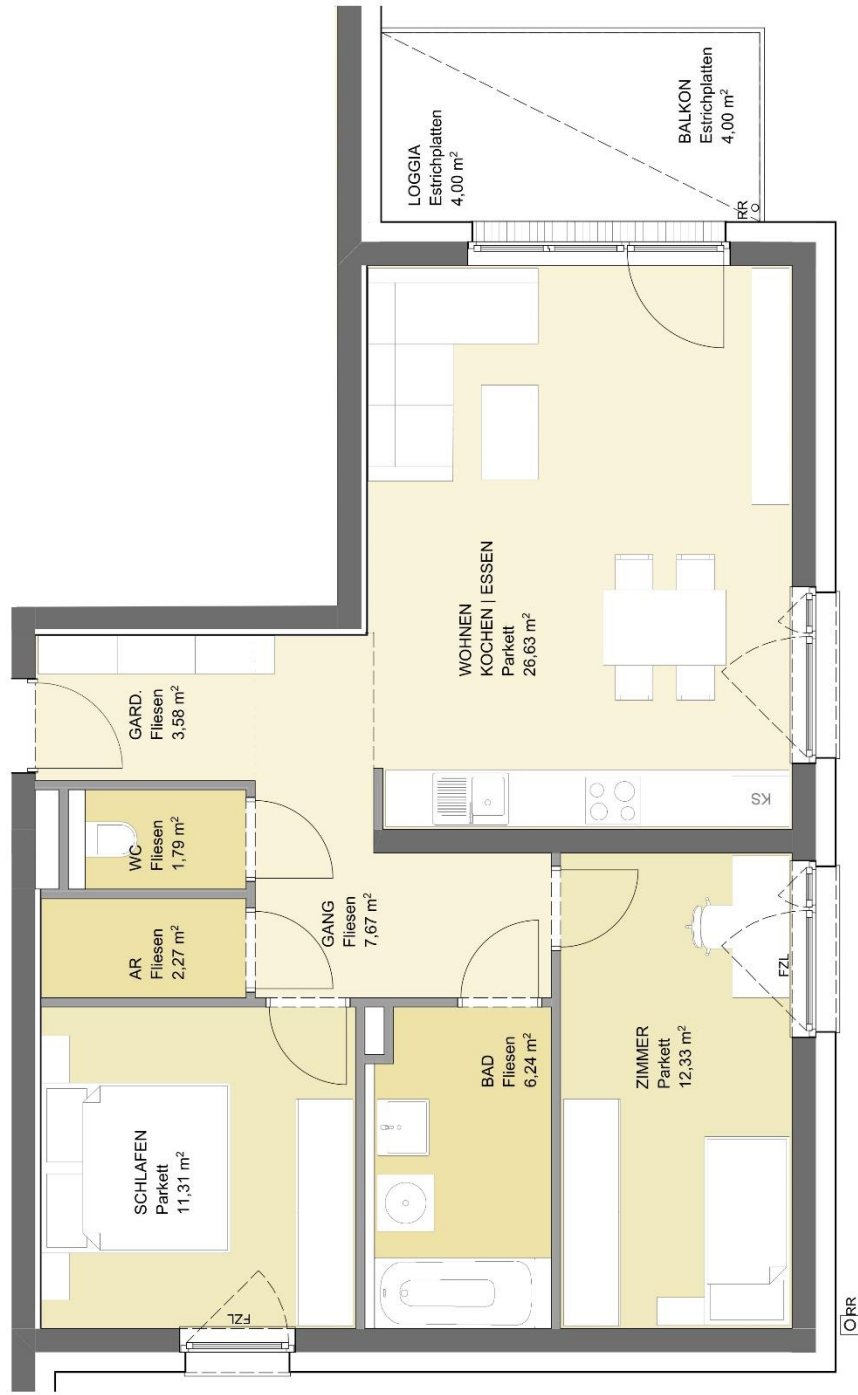 SCHLAFEN
Parkett
11,31 m²
FZL
AR
Fliesen
2,27 m²
WC
Fliesen
1,79 m²
GARD.
Fliesen
3,58 m²
GANG
Fliesen
7,67 m²
BAD
Fliesen
6,24 m²
ZIMMER
Parkett
12,33 m²
FZL
WOHNEN
KOCHEN | ESSEN
Parkett
26,63 m²
KS
LOGGIA
Estrichplatten
4,00 m²
BALKON
Estrichplatten
4,00 m²
RR
RR